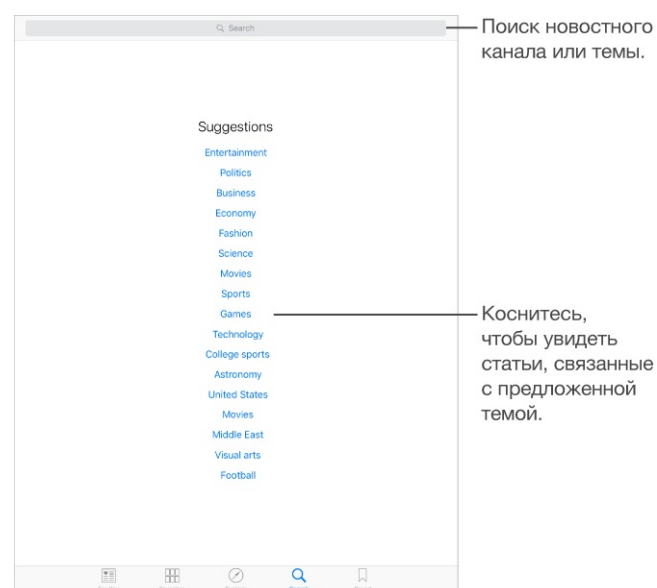 Search
Поиск новостного
канала или темы.
Suggestions
Entertainment
Politics
Business
Economy
Fashion
Science
Movies
Sports
Games
Technology
College sports
Astronomy
United States
Movies
Middle East
Visual arts
Football
Коснитесь,
чтобы увидеть
статьи, связанные
с предложенной
темой.